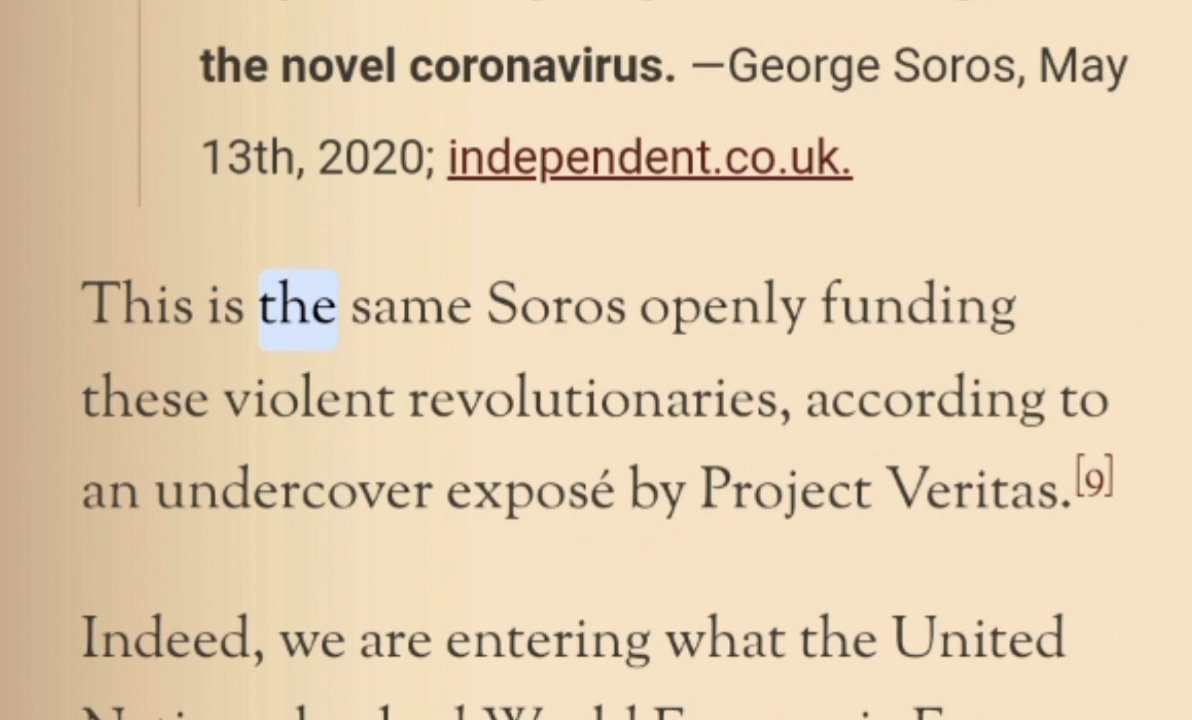 the novel coronavirus. —George Soros, May
13th, 2020; independent.co.uk.
This is the same Soros openly funding
these violent revolutionaries, according to
an undercover exposé by Project Veritas.[9]
Indeed, we are entering what the United